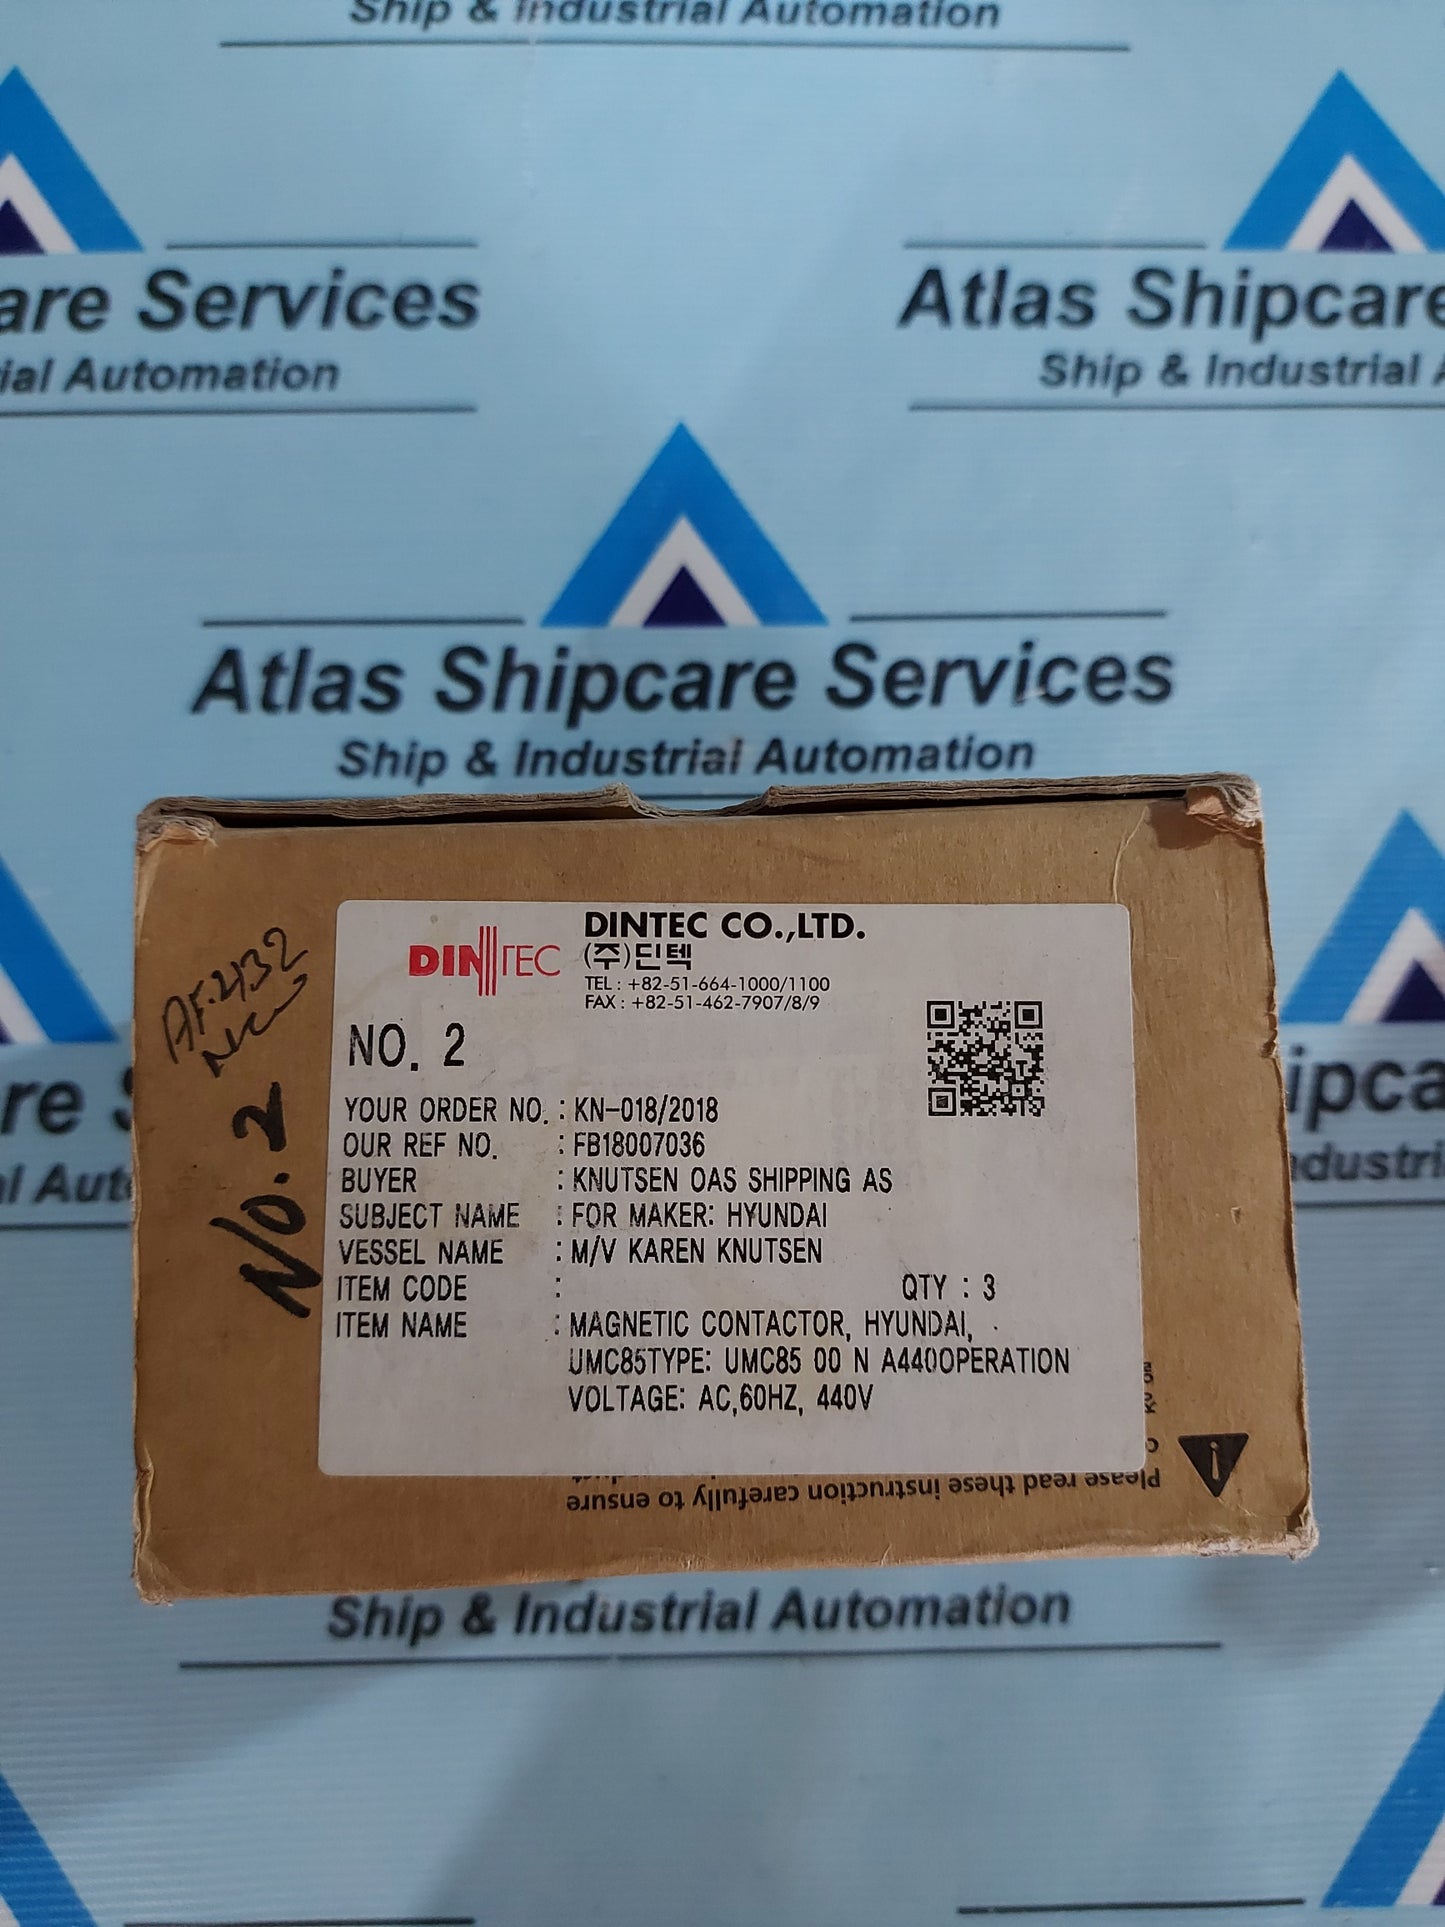 Ship & Industrial Automation
are Services
ial Automation
Atlas Shipcare
Ship & Industrial
Atlas Shipcare Services
Ship & Industrial Automation
DINTEC
DINTEC CO.,LTD.
(주)딘텍
TEL : +82-51-664-1000/1100
FAX : +82-51-462-7907/8/9
NO. 2
YOUR ORDER NO. : KN-018/2018
OUR REF NO. : FB18007036
BUYER : KNUTSEN OAS SHIPPING AS
SUBJECT NAME : FOR MAKER: HYUNDAI
VESSEL NAME : M/V KAREN KNUTSEN
ITEM CODE : QTY : 3
ITEM NAME : MAGNETIC CONTACTOR, HYUNDAI,
UMC85TYPE: UMC85 00 N A440OPERATION
VOLTAGE: AC,60HZ, 440V
No. 2
Please read these instruction carefully to ensure
re
l Aut
ipca
dustri
Ship & Industrial Automation